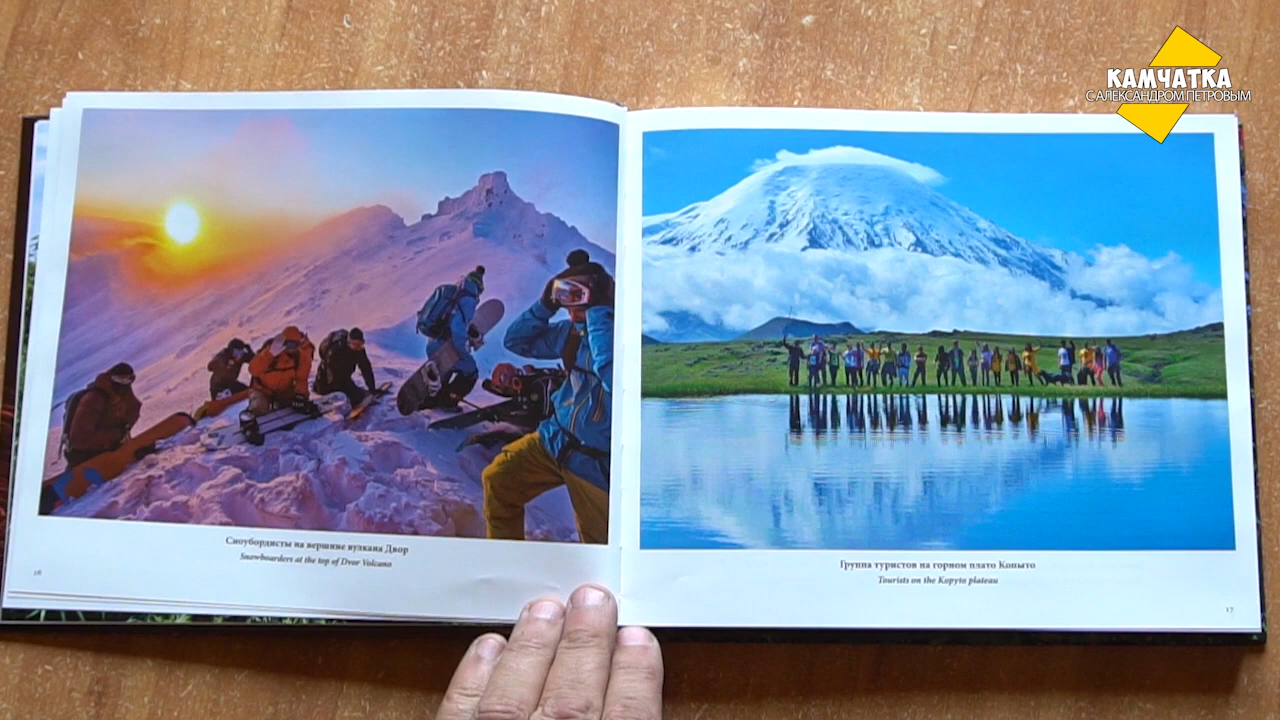 КАМЧАТКА
С АЛЕКСАНДРОМ ПЕТРОВЫМ
Сноубордисты на вершине вулкана Двор
Snowboarders at the top of Dvor Volcano
16
Группа туристов на горном плато Копыто
Tourists on the Kopyto plateau
17